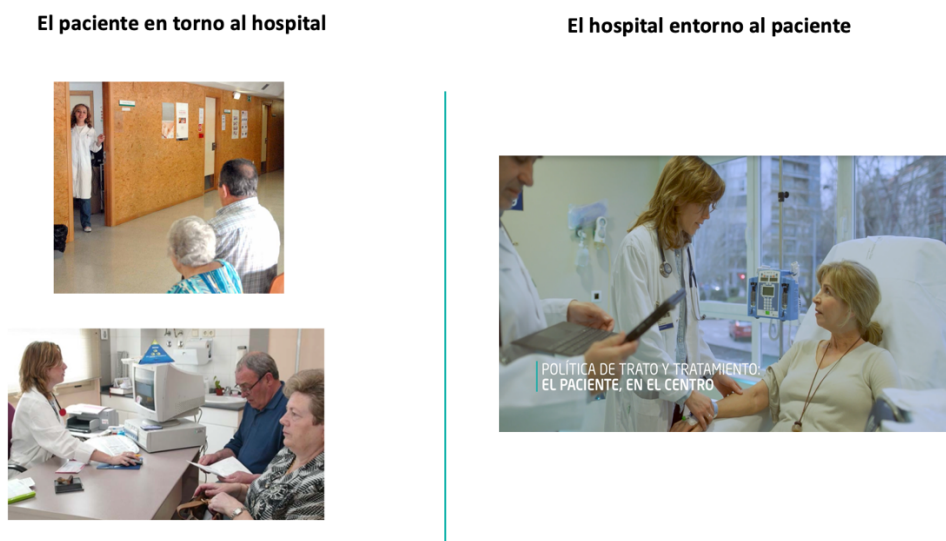 El paciente en torno al hospital
El hospital entorno al paciente
POLÍTICA DE TRATO Y TRATAMIENTO:
EL PACIENTE, EN EL CENTRO